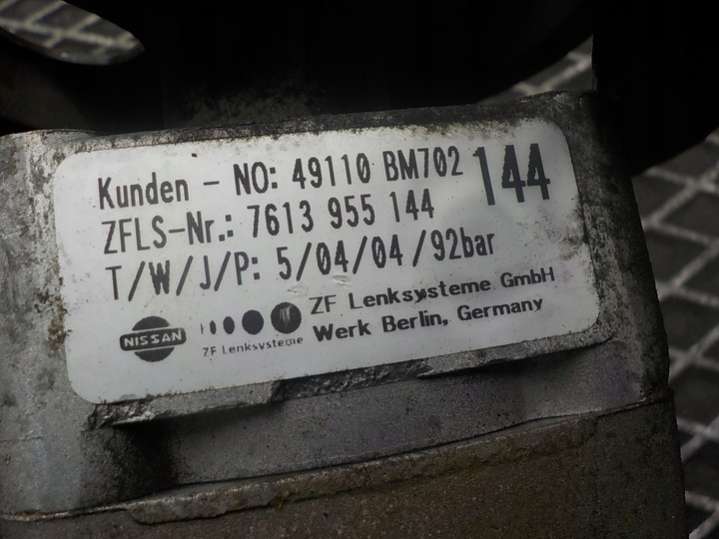 Kunden - NO: 49110 BM702 144
ZFLS-Nr.: 7613 955 144
T/W/J/P: 5/04/04/92bar
NISSAN
ZF Lenksysteme
ZF Lenksysteme GmbH
Werk Berlin, Germany